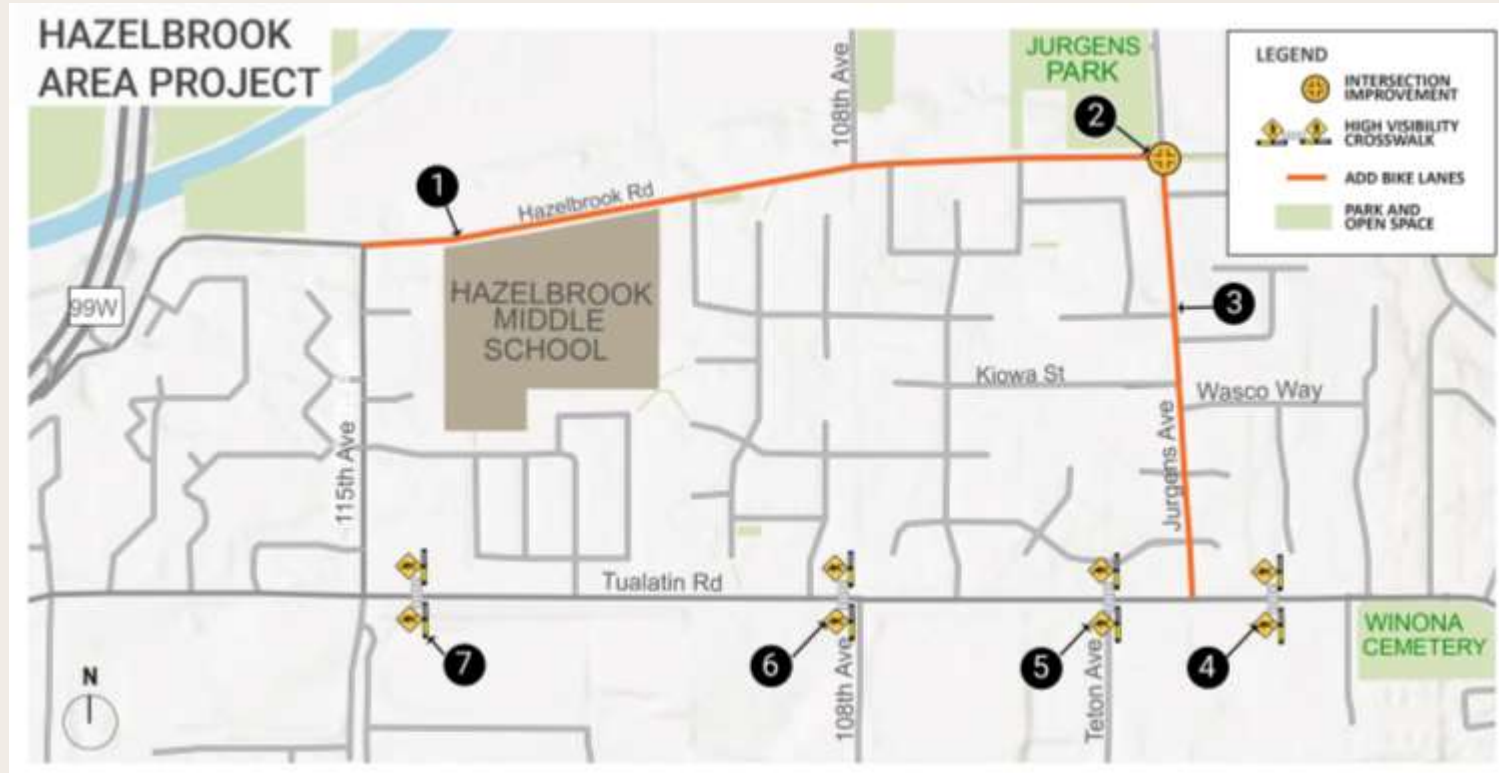 HAZELBROOK
AREA PROJECT
JURGENS
PARK
108th Ave
LEGEND
INTERSECTION
IMPROVEMENT
HIGH VISIBILITY
CROSSWALK
ADD BIKE LANES
PARK AND
OPEN SPACE
2
1
Hazelbrook Rd
HAZELBROOK
MIDDLE
SCHOOL
99W
3
Kiowa St
Wasco Way
115th Ave
Jurgens Ave
Tualatin Rd
WINONA
CEMETERY
7
6
5
4
108th Ave
Teton Ave
N